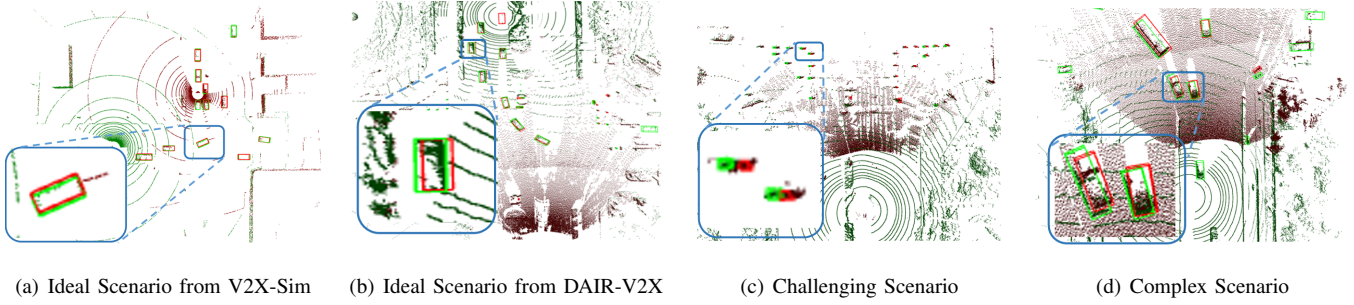 (a) Ideal Scenario from V2X-Sim
(b) Ideal Scenario from DAIR-V2X
(c) Challenging Scenario
(d) Complex Scenario